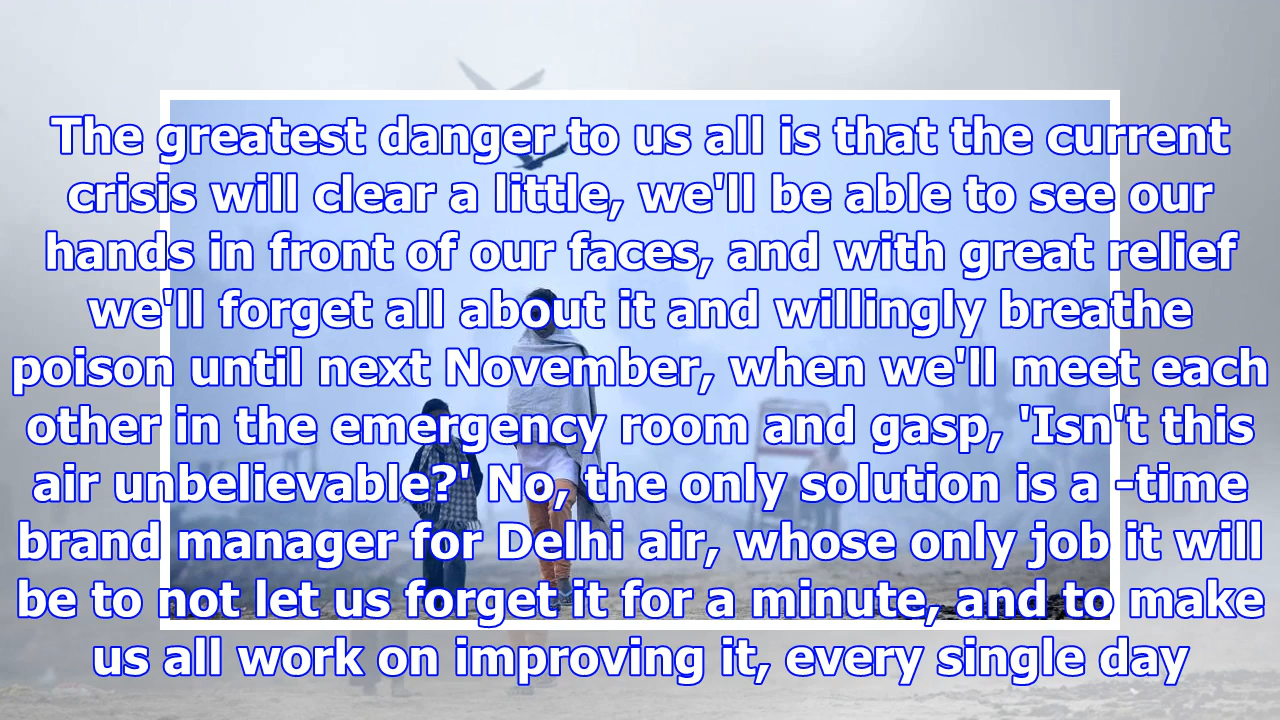 The greatest danger to us all is that the current
crisis will clear a little, we'll be able to see our
hands in front of our faces, and with great relief
we'll forget all about it and willingly breathe
poison until next November, when we'll meet each
other in the emergency room and gasp, 'Isn't this
air unbelievable?' No, the only solution is a -time
brand manager for Delhi air, whose only job it will
be to not let us forget it for a minute, and to make
us all work on improving it, every single day